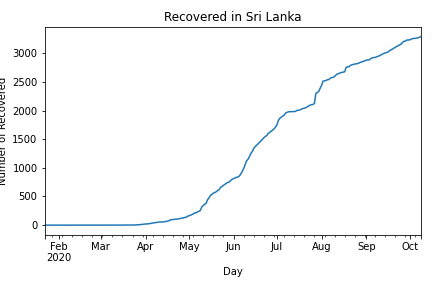 Recovered in Sri Lanka
Number of Recovered
3000
2500
2000
1500
1000
500
0
Feb Mar Apr May Jun Jul Aug Sep Oct
2020
Day